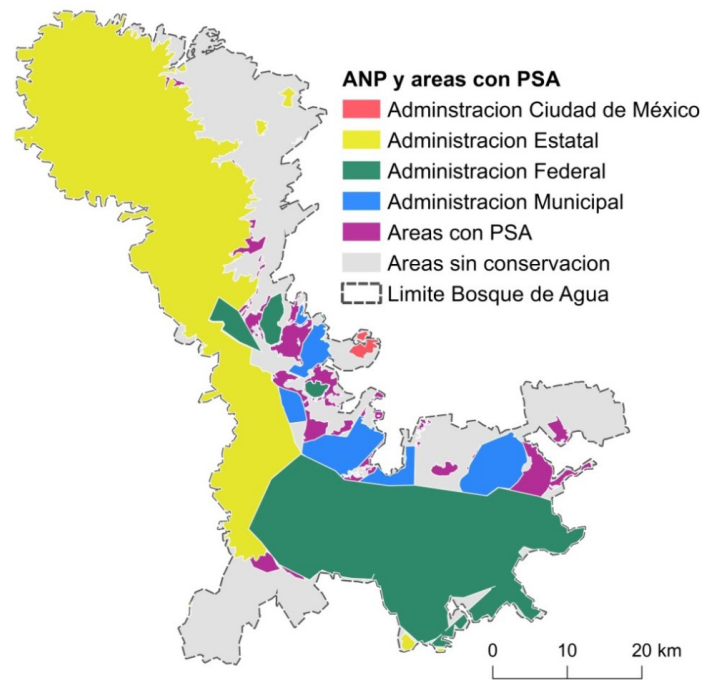 ANP y areas con PSA
Adminstracion Ciudad de México
Administracion Estatal
Administracion Federal
Administracion Municipal
Areas con PSA
Areas sin conservacion
Limite Bosque de Agua
0 10 20 km